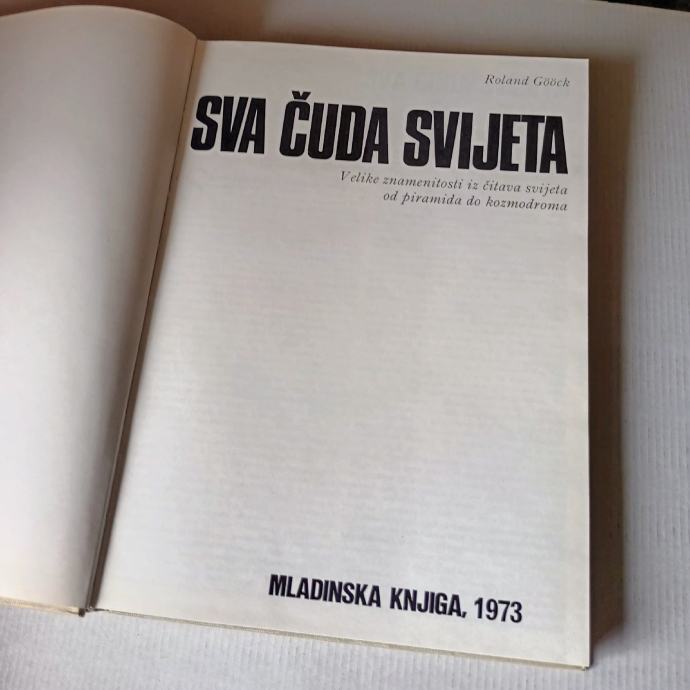 Roland Gööck
SVA ČUDA SVIJETA
Velike znamenitosti iz čitava svijeta
od piramida do kozmodroma
MLADINSKA KNJIGA, 1973